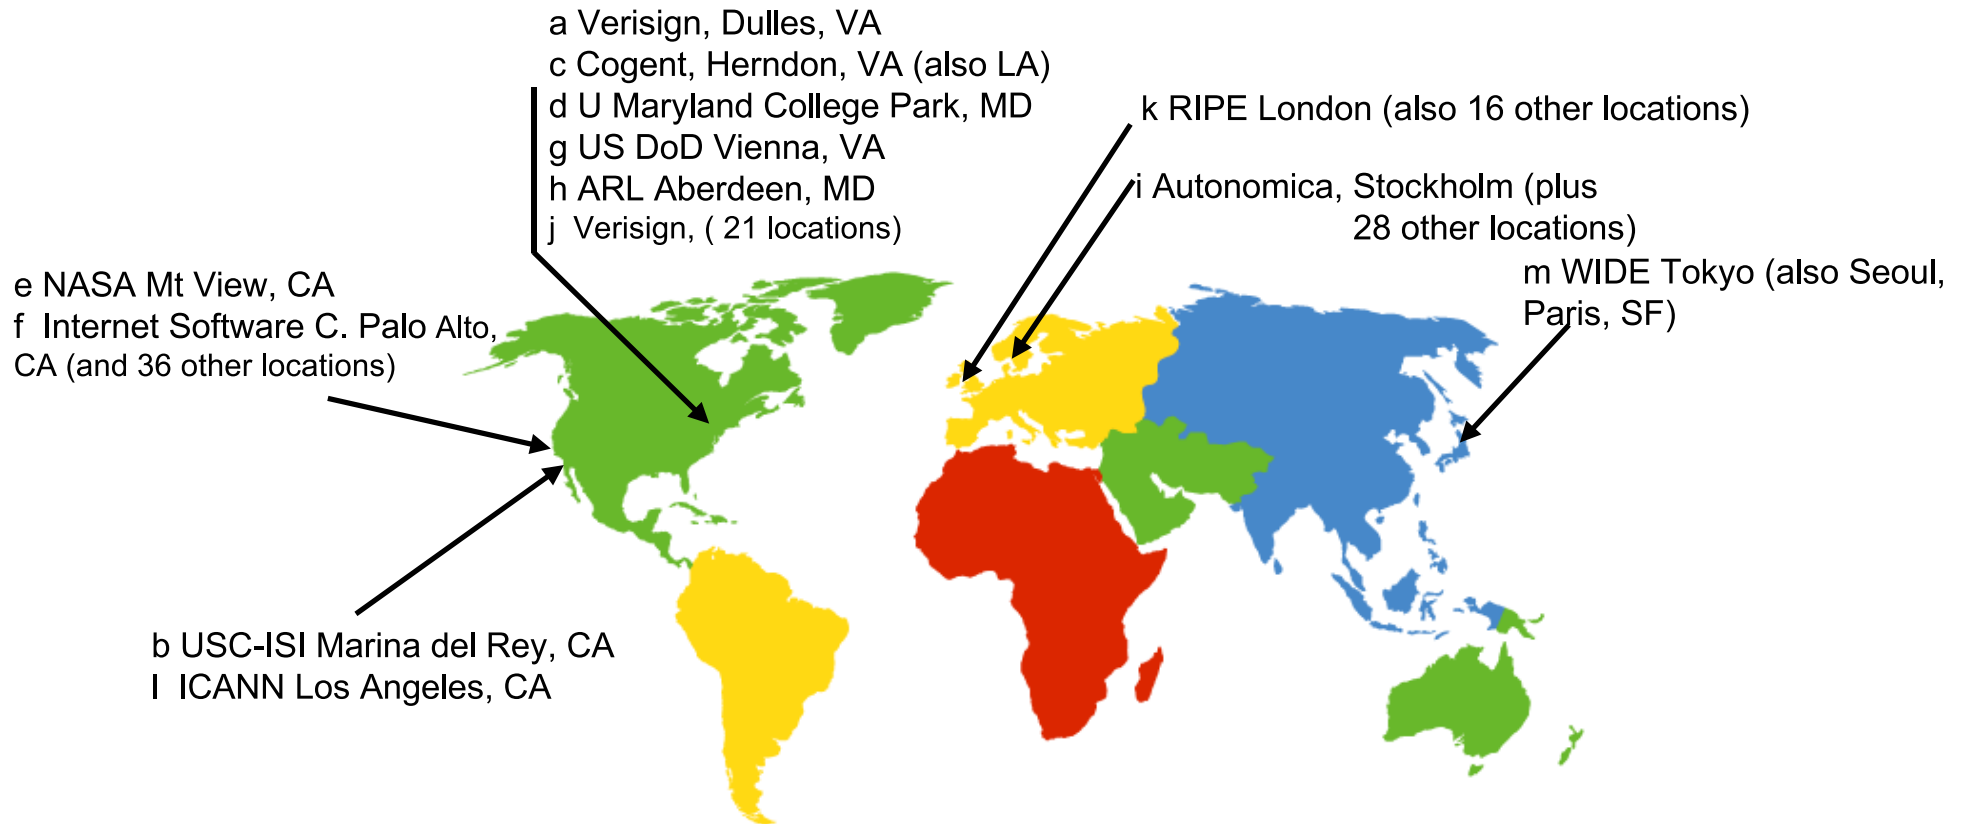 a Verisign, Dulles, VA
c Cogent, Herndon, VA (also LA)
d U Maryland College Park, MD
g US DoD Vienna, VA
h ARL Aberdeen, MD
j Verisign, ( 21 locations)
k RIPE London (also 16 other locations)
i Autonomica, Stockholm (plus
28 other locations)
m WIDE Tokyo (also Seoul,
Paris, SF)
e NASA Mt View, CA
f Internet Software C. Palo Alto,
CA (and 36 other locations)
b USC-ISI Marina del Rey, CA
l ICANN Los Angeles, CA